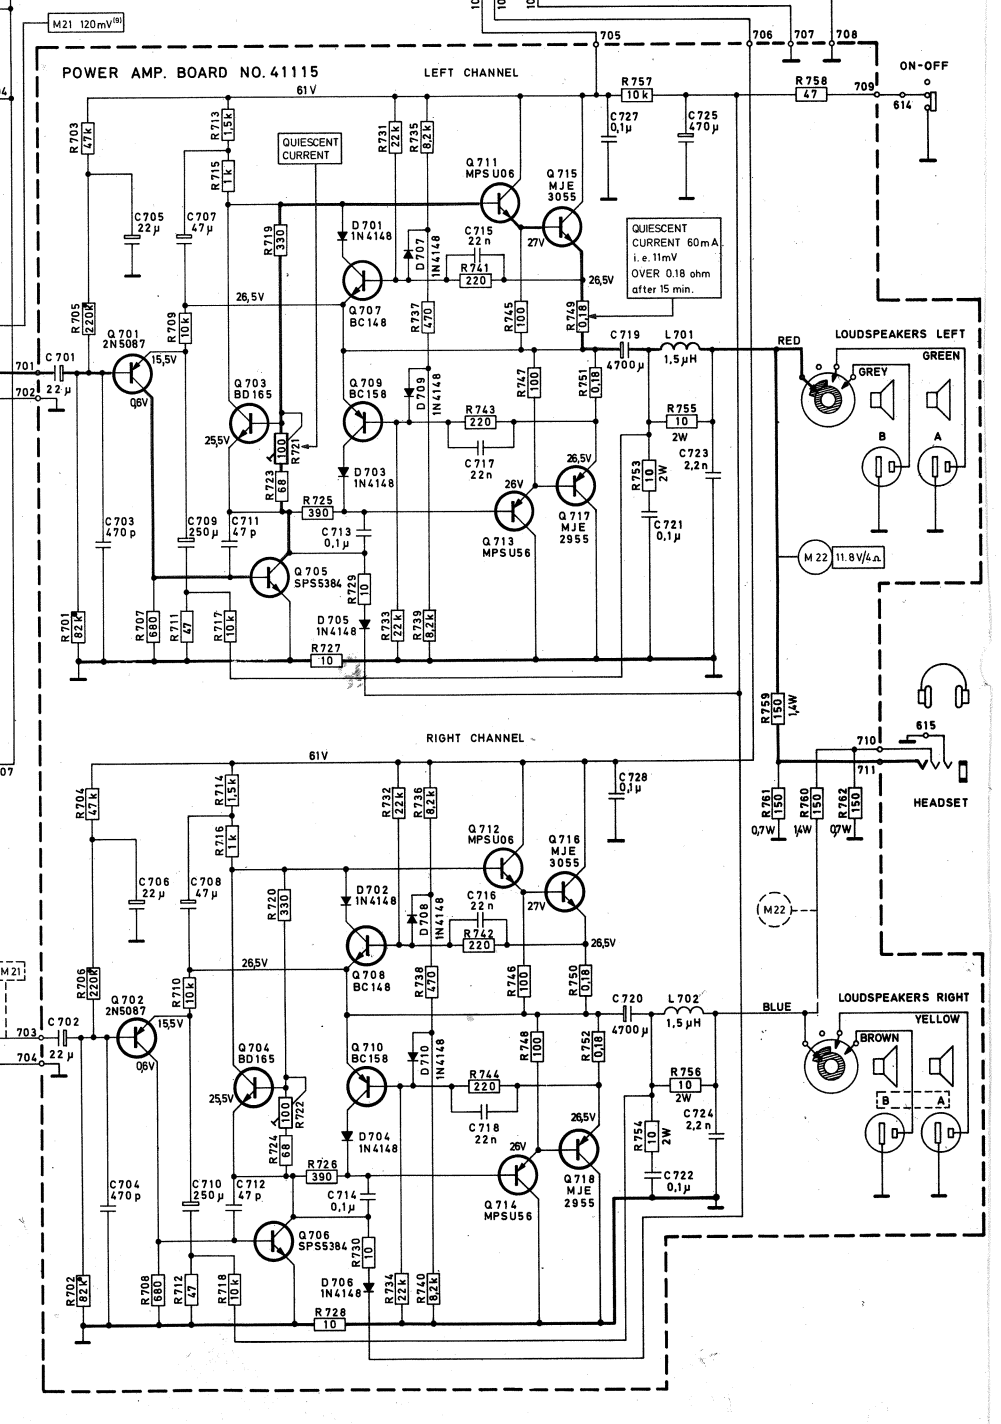 M21 120mV(9)
705
706
707
708
POWER AMP. BOARD NO. 41115
LEFT CHANNEL
61V
R703
47k
R713
1,5k
R715
1k
QUIESCENT
CURRENT
R731
22k
R735
8,2k
R757
10k
R758
47
709
ON-OFF
614
C727
0,1µ
C725
470µ
Q711
MPSU06
Q715
MJE
3055
C705
22µ
C707
47µ
R719
330
D701
1N4148
D707
1N4148
C715
22n
R741
220
27V
26,5V
QUIESCENT
CURRENT 60mA
i.e. 11mV
OVER 0.18 ohm
after 15 min.
Q707
BC148
26,5V
R705
220k
R709
10k
R737
470
R745
100
R749
0,18
C719
4700µ
L701
1,5µH
RED
LOUDSPEAKERS LEFT
GREEN
GREY
B
A
701
C701
22µ
702
Q701
2N5087
15,5V
0,6V
Q703
BD165
25,5V
Q709
BC158
D709
1N4148
R747
100
R751
0,18
R743
220
C717
22n
R755
10
2W
R721
100
R723
68
D703
1N4148
R753
10
2W
C723
2,2n
26,5V
26V
Q717
MJE
2955
Q713
MPSU56
R725
390
C713
0,1µ
C721
0,1µ
C703
470p
C709
250µ
C711
47p
Q705
SPS5384
R729
10
M22
11.8V/4Ω
R701
82k
R707
680
R711
47
R717
10k
D705
1N4148
R733
22k
R739
8,2k
R727
10
R759
150
1,4W
615
710
711
HEADSET
R761
150
0,7W
R760
150
1,4W
R762
150
0,7W
07
RIGHT CHANNEL
61V
R704
47k
R714
1,5k
R716
1k
R732
22k
R736
8,2k
C728
0,1µ
Q712
MPSU06
Q716
MJE
3055
C706
22µ
C708
47µ
R720
330
D702
1N4148
D708
1N4148
C716
22n
R742
220
27V
26,5V
M22
Q708
BC148
26,5V
M21
R706
220k
R710
10k
R738
470
R746
100
R750
0,18
C720
4700µ
L702
1,5µH
BLUE
LOUDSPEAKERS RIGHT
YELLOW
BROWN
B
A
703
C702
22µ
704
Q702
2N5087
15,5V
0,6V
Q704
BD165
25,5V
Q710
BC158
D710
1N4148
R748
100
R752
0,18
R744
220
C718
22n
R756
10
2W
R722
100
R724
68
D704
1N4148
R754
10
2W
C724
2,2n
26,5V
26V
Q718
MJE
2955
Q714
MPSU56
R726
390
C714
0,1µ
C722
0,1µ
C704
470p
C710
250µ
C712
47p
Q706
SPS5384
R730
10
R702
82k
R708
680
R712
47
R718
10k
D706
1N4148
R734
22k
R740
8,2k
R728
10